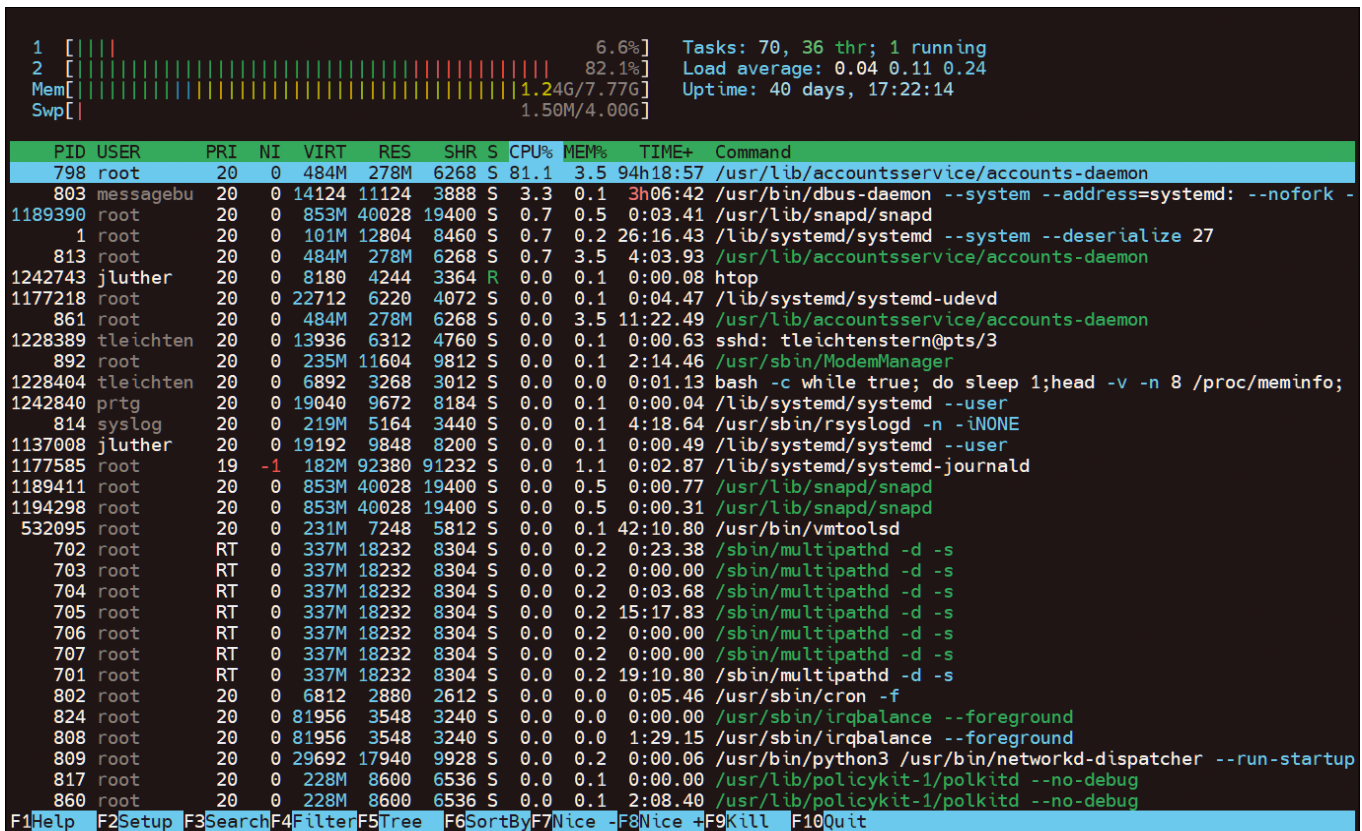 1 [|||| 6.6%] Tasks: 70, 36 thr; 1 running
2 [||||||||||||||||||||||||||||||||||||||||||||| 82.1%] Load average: 0.04 0.11 0.24
Mem[||||||||||||||||||||||||||||||||||||||||||1.24G/7.77G] Uptime: 40 days, 17:22:14
Swp[| 1.50M/4.00G]
PID USER PRI NI VIRT RES SHR S CPU% MEM% TIME+ Command
798 root 20 0 484M 278M 6268 S 81.1 3.5 94h18:57 /usr/lib/accountsservice/accounts-daemon
803 messagebu 20 0 14124 11124 3888 S 3.3 0.1 3h06:42 /usr/bin/dbus-daemon --system --address=systemd: --nofork -
1189390 root 20 0 853M 40028 19400 S 0.7 0.5 0:03.41 /usr/lib/snapd/snapd
1 root 20 0 101M 12804 8460 S 0.7 0.2 26:16.43 /lib/systemd/systemd --system --deserialize 27
813 root 20 0 484M 278M 6268 S 0.7 3.5 4:03.93 /usr/lib/accountsservice/accounts-daemon
1242743 jluther 20 0 8180 4244 3364 R 0.0 0.1 0:00.08 htop
1177218 root 20 0 22712 6220 4072 S 0.0 0.1 0:04.47 /lib/systemd/systemd-udevd
861 root 20 0 484M 278M 6268 S 0.0 3.5 11:22.49 /usr/lib/accountsservice/accounts-daemon
1228389 tleichten 20 0 13936 6312 4760 S 0.0 0.1 0:00.63 sshd: tleichtenstern@pts/3
892 root 20 0 235M 11604 9812 S 0.0 0.1 2:14.46 /usr/sbin/ModemManager
1228404 tleichten 20 0 6892 3268 3012 S 0.0 0.0 0:01.13 bash -c while true; do sleep 1;head -v -n 8 /proc/meminfo;
1242840 prtg 20 0 19040 9672 8184 S 0.0 0.1 0:00.04 /lib/systemd/systemd --user
814 syslog 20 0 219M 5164 3440 S 0.0 0.1 4:18.64 /usr/sbin/rsyslogd -n -iNONE
1137008 jluther 20 0 19192 9848 8200 S 0.0 0.1 0:00.49 /lib/systemd/systemd --user
1177585 root 19 -1 182M 92380 91232 S 0.0 1.1 0:02.87 /lib/systemd/systemd-journald
1189411 root 20 0 853M 40028 19400 S 0.0 0.5 0:00.77 /usr/lib/snapd/snapd
1194298 root 20 0 853M 40028 19400 S 0.0 0.5 0:00.31 /usr/lib/snapd/snapd
532095 root 20 0 231M 7248 5812 S 0.0 0.1 42:10.80 /usr/bin/vmtoolsd
702 root RT 0 337M 18232 8304 S 0.0 0.2 0:23.38 /sbin/multipathd -d -s
703 root RT 0 337M 18232 8304 S 0.0 0.2 0:00.00 /sbin/multipathd -d -s
704 root RT 0 337M 18232 8304 S 0.0 0.2 0:03.68 /sbin/multipathd -d -s
705 root RT 0 337M 18232 8304 S 0.0 0.2 15:17.83 /sbin/multipathd -d -s
706 root RT 0 337M 18232 8304 S 0.0 0.2 0:00.00 /sbin/multipathd -d -s
707 root RT 0 337M 18232 8304 S 0.0 0.2 0:00.00 /sbin/multipathd -d -s
701 root RT 0 337M 18232 8304 S 0.0 0.2 19:10.80 /sbin/multipathd -d -s
802 root 20 0 6812 2880 2612 S 0.0 0.0 0:05.46 /usr/sbin/cron -f
824 root 20 0 81956 3548 3240 S 0.0 0.0 0:00.00 /usr/sbin/irqbalance --foreground
808 root 20 0 81956 3548 3240 S 0.0 0.0 1:29.15 /usr/sbin/irqbalance --foreground
809 root 20 0 29692 17940 9928 S 0.0 0.2 0:00.06 /usr/bin/python3 /usr/bin/networkd-dispatcher --run-startup
817 root 20 0 228M 8600 6536 S 0.0 0.1 0:00.00 /usr/lib/policykit-1/polkitd --no-debug
860 root 20 0 228M 8600 6536 S 0.0 0.1 2:08.40 /usr/lib/policykit-1/polkitd --no-debug
F1Help F2Setup F3SearchF4FilterF5Tree F6SortByF7Nice -F8Nice +F9Kill F10Quit